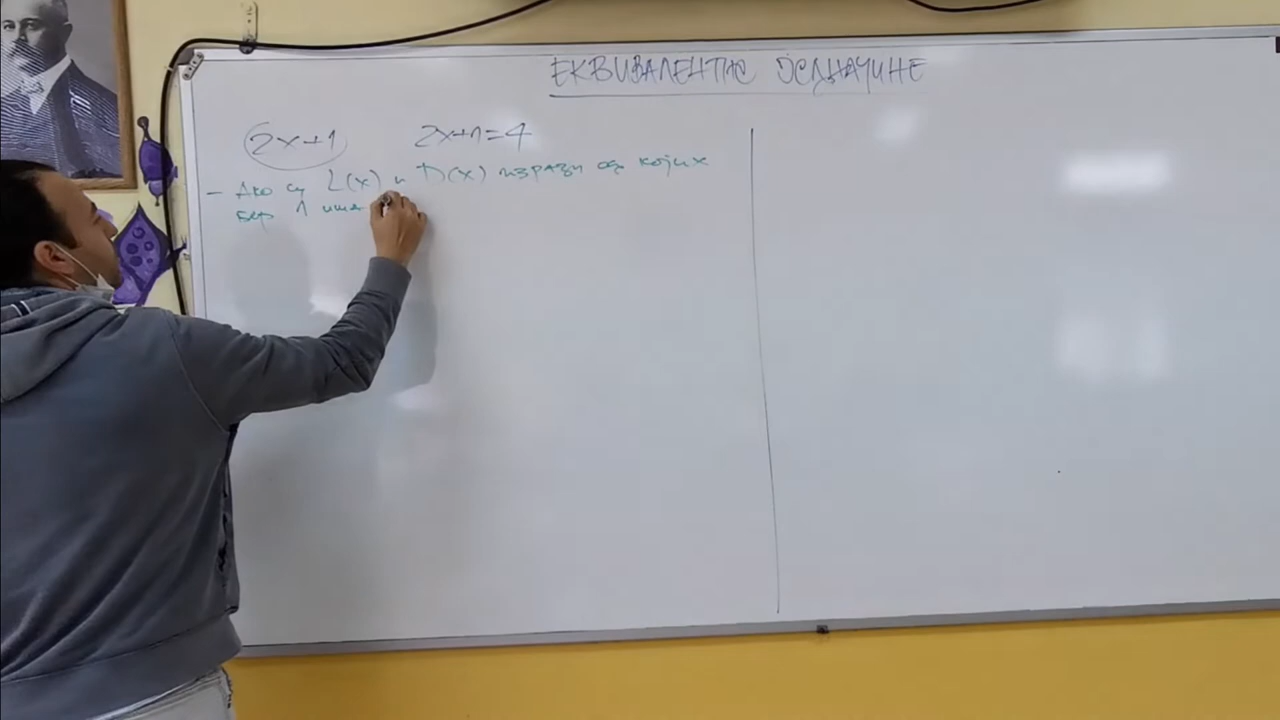 ЕКВИВАЛЕНТНЕ ЈЕДНАЧИНЕ
2x+1 2x+1=4
- Ако су L(x) и D(x) изрази од којих
бар 1 има